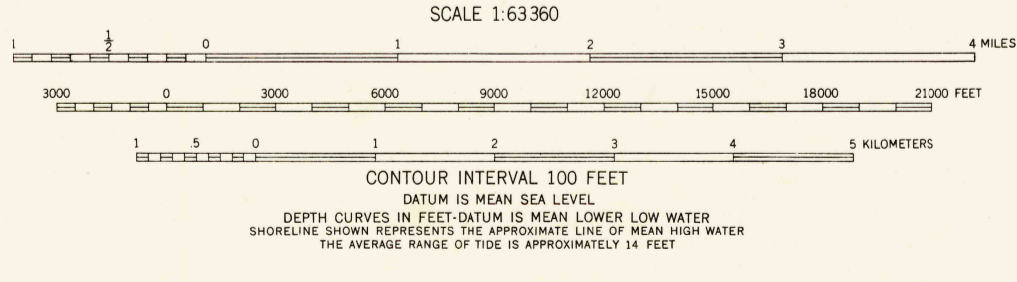 SCALE 1:63360
1 ½ 0 1 2 3 4 MILES
3000 0 3000 6000 9000 12000 15000 18000 21000 FEET
1 .5 0 1 2 3 4 5 KILOMETERS
CONTOUR INTERVAL 100 FEET
DATUM IS MEAN SEA LEVEL
DEPTH CURVES IN FEET-DATUM IS MEAN LOWER LOW WATER
SHORELINE SHOWN REPRESENTS THE APPROXIMATE LINE OF MEAN HIGH WATER
THE AVERAGE RANGE OF TIDE IS APPROXIMATELY 14 FEET